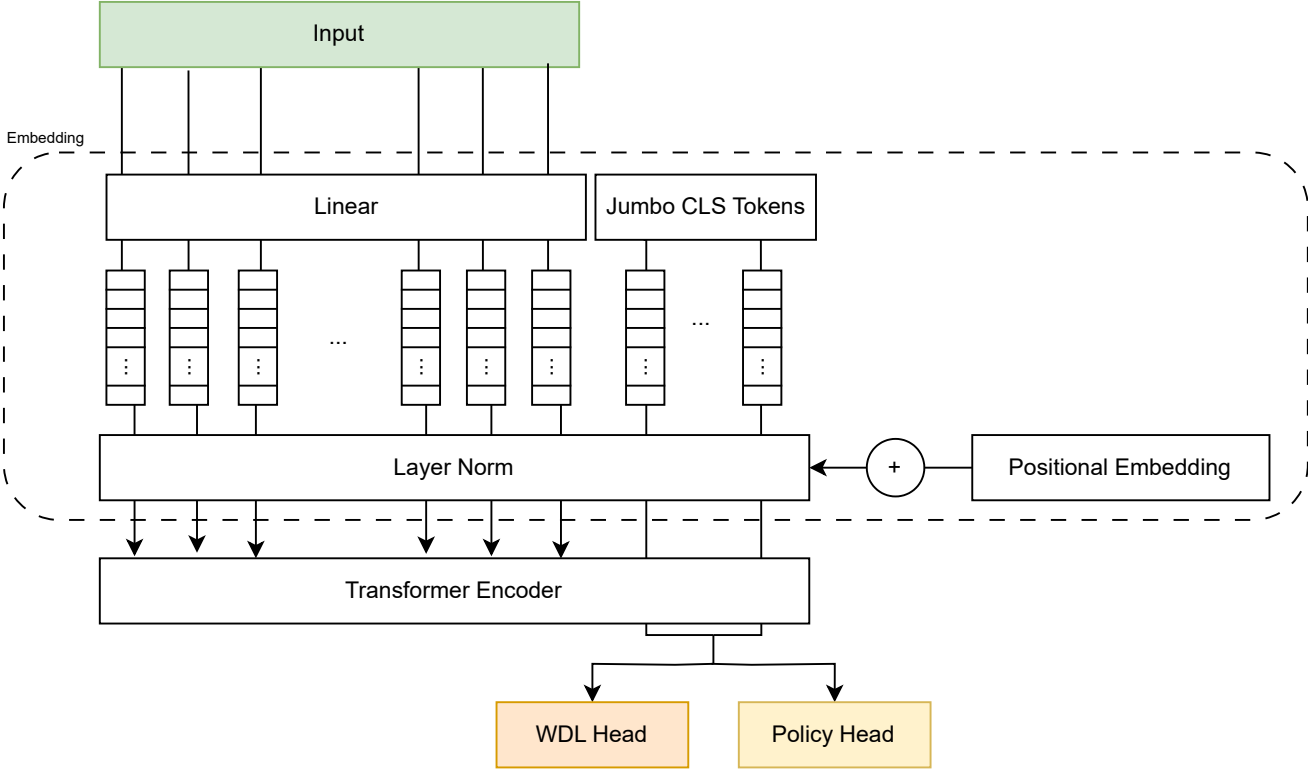 Input
Embedding
Linear
Jumbo CLS Tokens
...
...
Layer Norm
+
Positional Embedding
Transformer Encoder
WDL Head
Policy Head